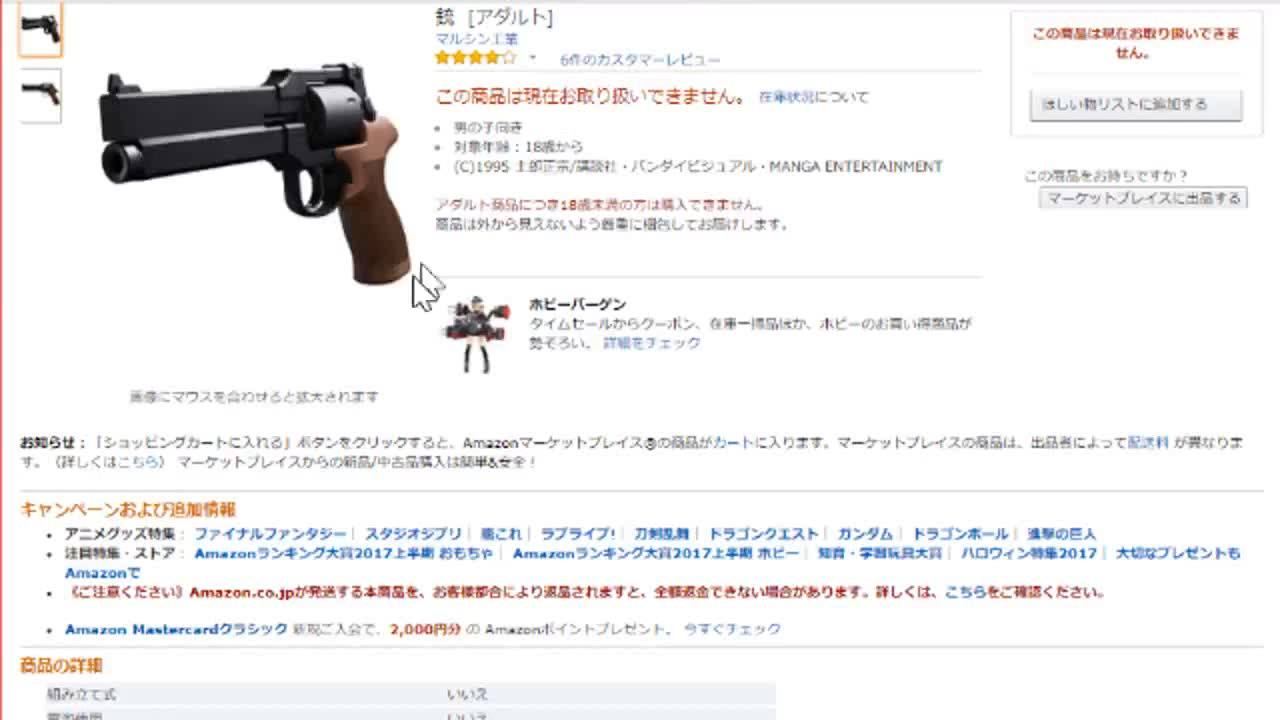 銃 [アダルト]
マルシン工業
6件のカスタマーレビュー
この商品は現在お取り扱いできません。 在庫状況について
男の子向き
対象年齢：18歳から
(C)1995 士郎正宗/講談社・バンダイビジュアル・MANGA ENTERTAINMENT
アダルト商品につき18歳未満の方は購入できません。
商品は外から見えないよう厳重に梱包してお届けします。
この商品は現在お取り扱いできま
せん。
ほしい物リストに追加する
この商品をお持ちですか？
マーケットプレイスに出品する
ホビーバーゲン
タイムセールからクーポン、在庫一掃品ほか、ホビーのお買い得商品が
勢ぞろい。 詳細をチェック
画像にマウスを合わせると拡大されます
お知らせ：「ショッピングカートに入れる」ボタンをクリックすると、Amazonマーケットプレイス®の商品がカートに入ります。マーケットプレイスの商品は、出品者によって配送料 が異なりま
す。（詳しくはこちら） マーケットプレイスからの新品/中古品購入は簡単&安全！
キャンペーンおよび追加情報
アニメグッズ特集： ファイナルファンタジー| スタジオジブリ| 艦これ| ラブライブ!| 刀剣乱舞| ドラゴンクエスト| ガンダム| ドラゴンボール| 進撃の巨人
注目特集・ストア： Amazonランキング大賞2017上半期 おもちゃ| Amazonランキング大賞2017上半期 ホビー| 知育・学習玩具大賞| ハロウィン特集2017| 大切なプレゼントも
Amazonで
《ご注意ください》Amazon.co.jpが発送する本商品を、お客様都合により返品されますと、全額返金できない場合があります。詳しくは、こちらをご確認ください。
Amazon Mastercardクラシック 新規ご入会で、2,000円分 の Amazonポイントプレゼント。 今すぐチェック
商品の詳細
組み立て式 いいえ
いいえ